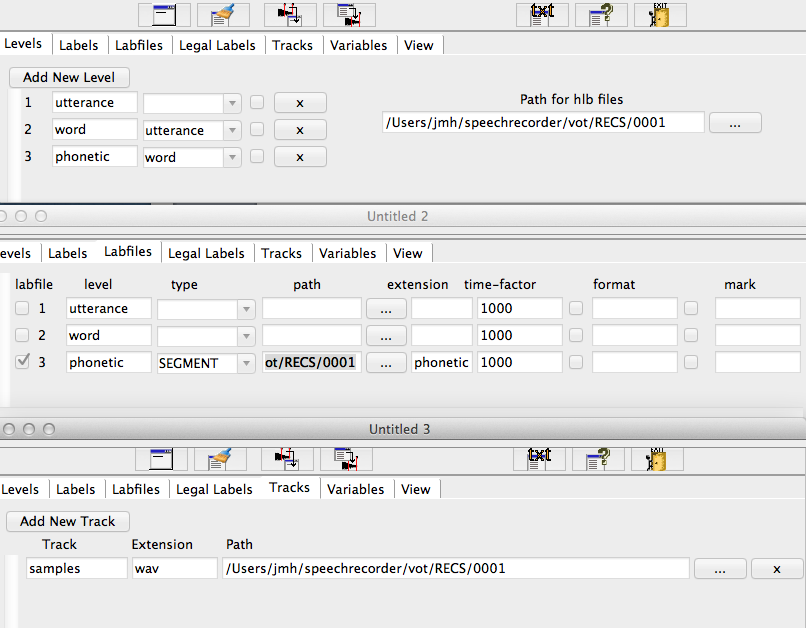 txt ? EXIT
Levels Labels Labfiles Legal Labels Tracks Variables View
Add New Level
1 utterance x
Path for hlb files
2 word utterance x /Users/jmh/speechrecorder/vot/RECS/0001 ...
3 phonetic word x
Untitled 2
evels Labels Labfiles Legal Labels Tracks Variables View
labfile level type path extension time-factor format mark
1 utterance ... 1000
2 word ... 1000
3 phonetic SEGMENT ot/RECS/0001 ... phonetic 1000
Untitled 3
txt ? EXIT
Levels Labels Labfiles Legal Labels Tracks Variables View
Add New Track
Track Extension Path
samples wav /Users/jmh/speechrecorder/vot/RECS/0001 ... x